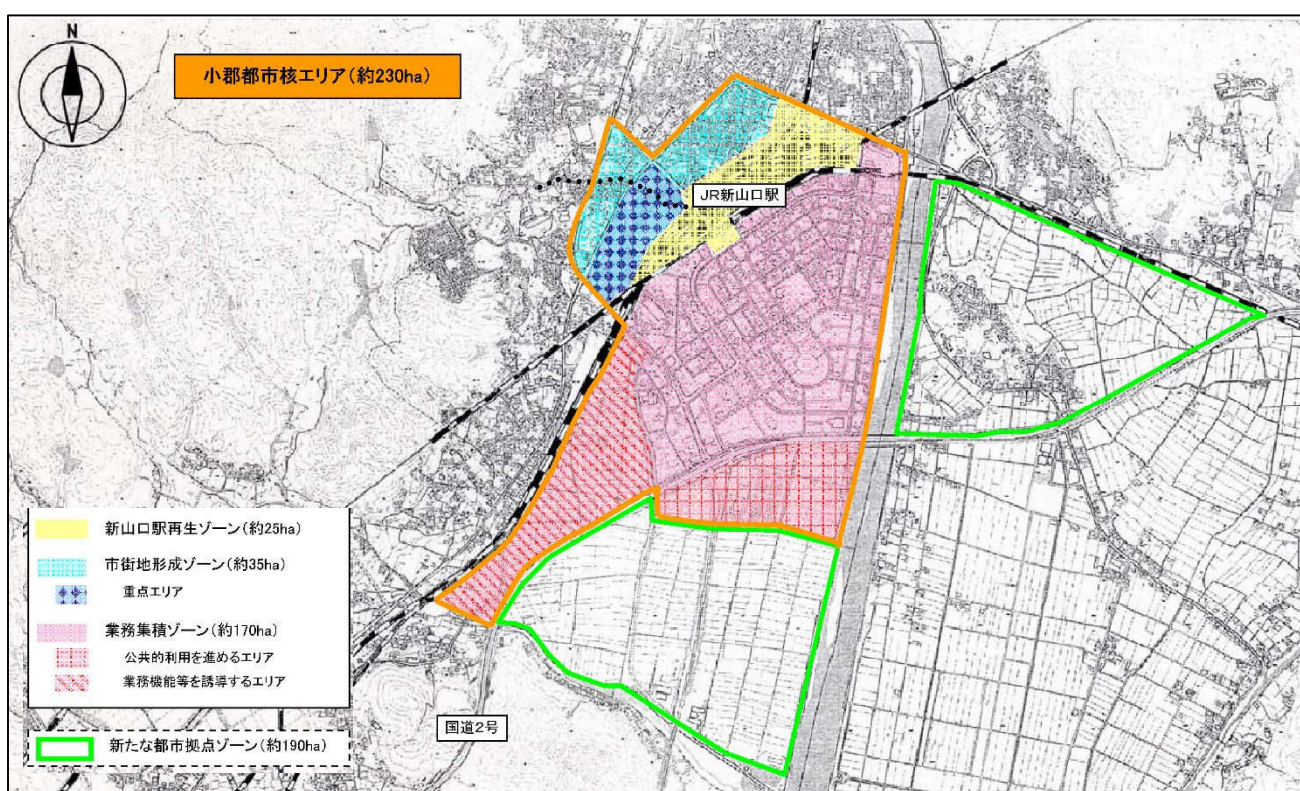 N
小郡都市核エリア(約230ha)
JR新山口駅
新山口駅再生ゾーン(約25ha)
市街地形成ゾーン(約35ha)
重点エリア
業務集積ゾーン(約170ha)
公共的利用を進めるエリア
業務機能等を誘導するエリア
国道2号
新たな都市拠点ゾーン(約190ha)